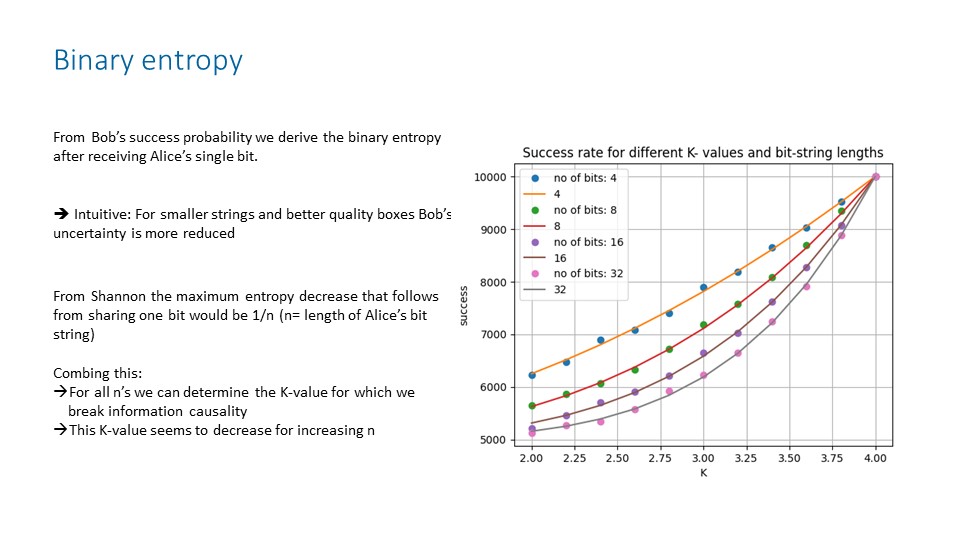 Binary entropy
From Bob’s success probability we derive the binary entropy
after receiving Alice’s single bit.
➔ Intuitive: For smaller strings and better quality boxes Bob’s
uncertainty is more reduced
From Shannon the maximum entropy decrease that follows
from sharing one bit would be 1/n (n= length of Alice’s bit
string)
Combing this:
→For all n’s we can determine the K-value for which we
break information causality
→This K-value seems to decrease for increasing n
Success rate for different K- values and bit-string lengths
no of bits: 4
4
no of bits: 8
8
no of bits: 16
16
no of bits: 32
32
10000
9000
8000
7000
6000
5000
success
2.00 2.25 2.50 2.75 3.00 3.25 3.50 3.75 4.00
K